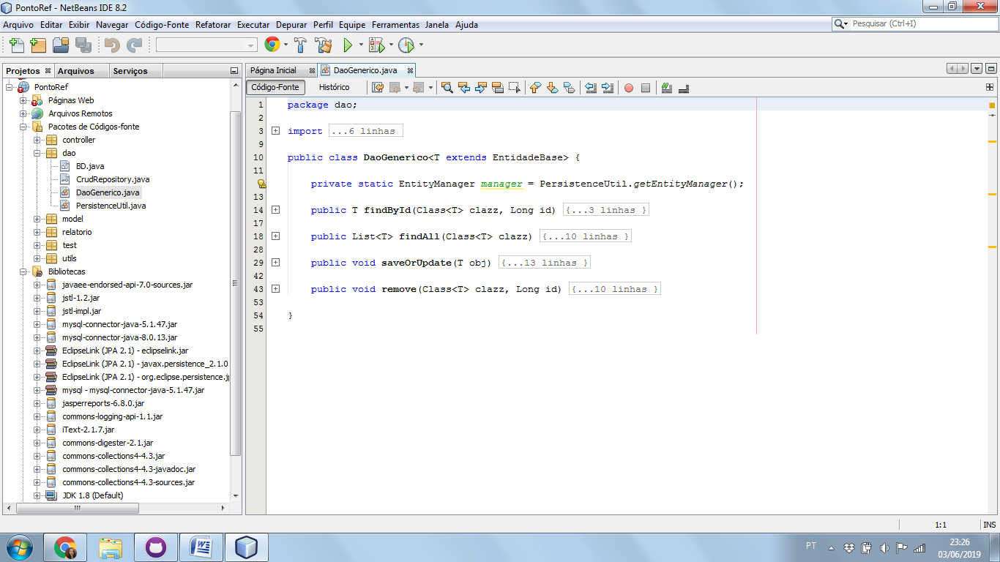 PontoRef - NetBeans IDE 8.2
Arquivo Editar Exibir Navegar Código-Fonte Refatorar Executar Depurar Perfil Equipe Ferramentas Janela Ajuda
Pesquisar (Ctrl+I)
Projetos Arquivos Serviços
PontoRef
Páginas Web
Arquivos Remotos
Pacotes de Códigos-fonte
controller
dao
BD.java
CrudRepository.java
DaoGenerico.java
PersistenceUtil.java
model
relatorio
test
utils
Bibliotecas
javaee-endorsed-api-7.0-sources.jar
jstl-1.2.jar
jstl-impl.jar
mysql-connector-java-5.1.47.jar
mysql-connector-java-8.0.13.jar
EclipseLink (JPA 2.1) - eclipselink.jar
EclipseLink (JPA 2.1) - javax.persistence_2.1.0
EclipseLink (JPA 2.1) - org.eclipse.persistence.j
mysql - mysql-connector-java-5.1.47.jar
jasperreports-6.8.0.jar
commons-logging-api-1.1.jar
iText-2.1.7.jar
commons-digester-2.1.jar
commons-collections4-4.3.jar
commons-collections4-4.3-javadoc.jar
commons-collections4-4.3-sources.jar
JDK 1.8 (Default)
Página Inicial DaoGenerico.java
Código-Fonte Histórico
1 package dao;
2
3 import ...6 linhas
9
10 public class DaoGenerico<T extends EntidadeBase> {
11
private static EntityManager manager = PersistenceUtil.getEntityManager();
13
14 public T findById(Class<T> clazz, Long id) {...3 linhas }
17
18 public List<T> findAll(Class<T> clazz) {...10 linhas }
28
29 public void saveOrUpdate(T obj) {...13 linhas }
42
43 public void remove(Class<T> clazz, Long id) {...10 linhas }
53
54 }
55
1:1 INS
PT 23:26
03/06/2019